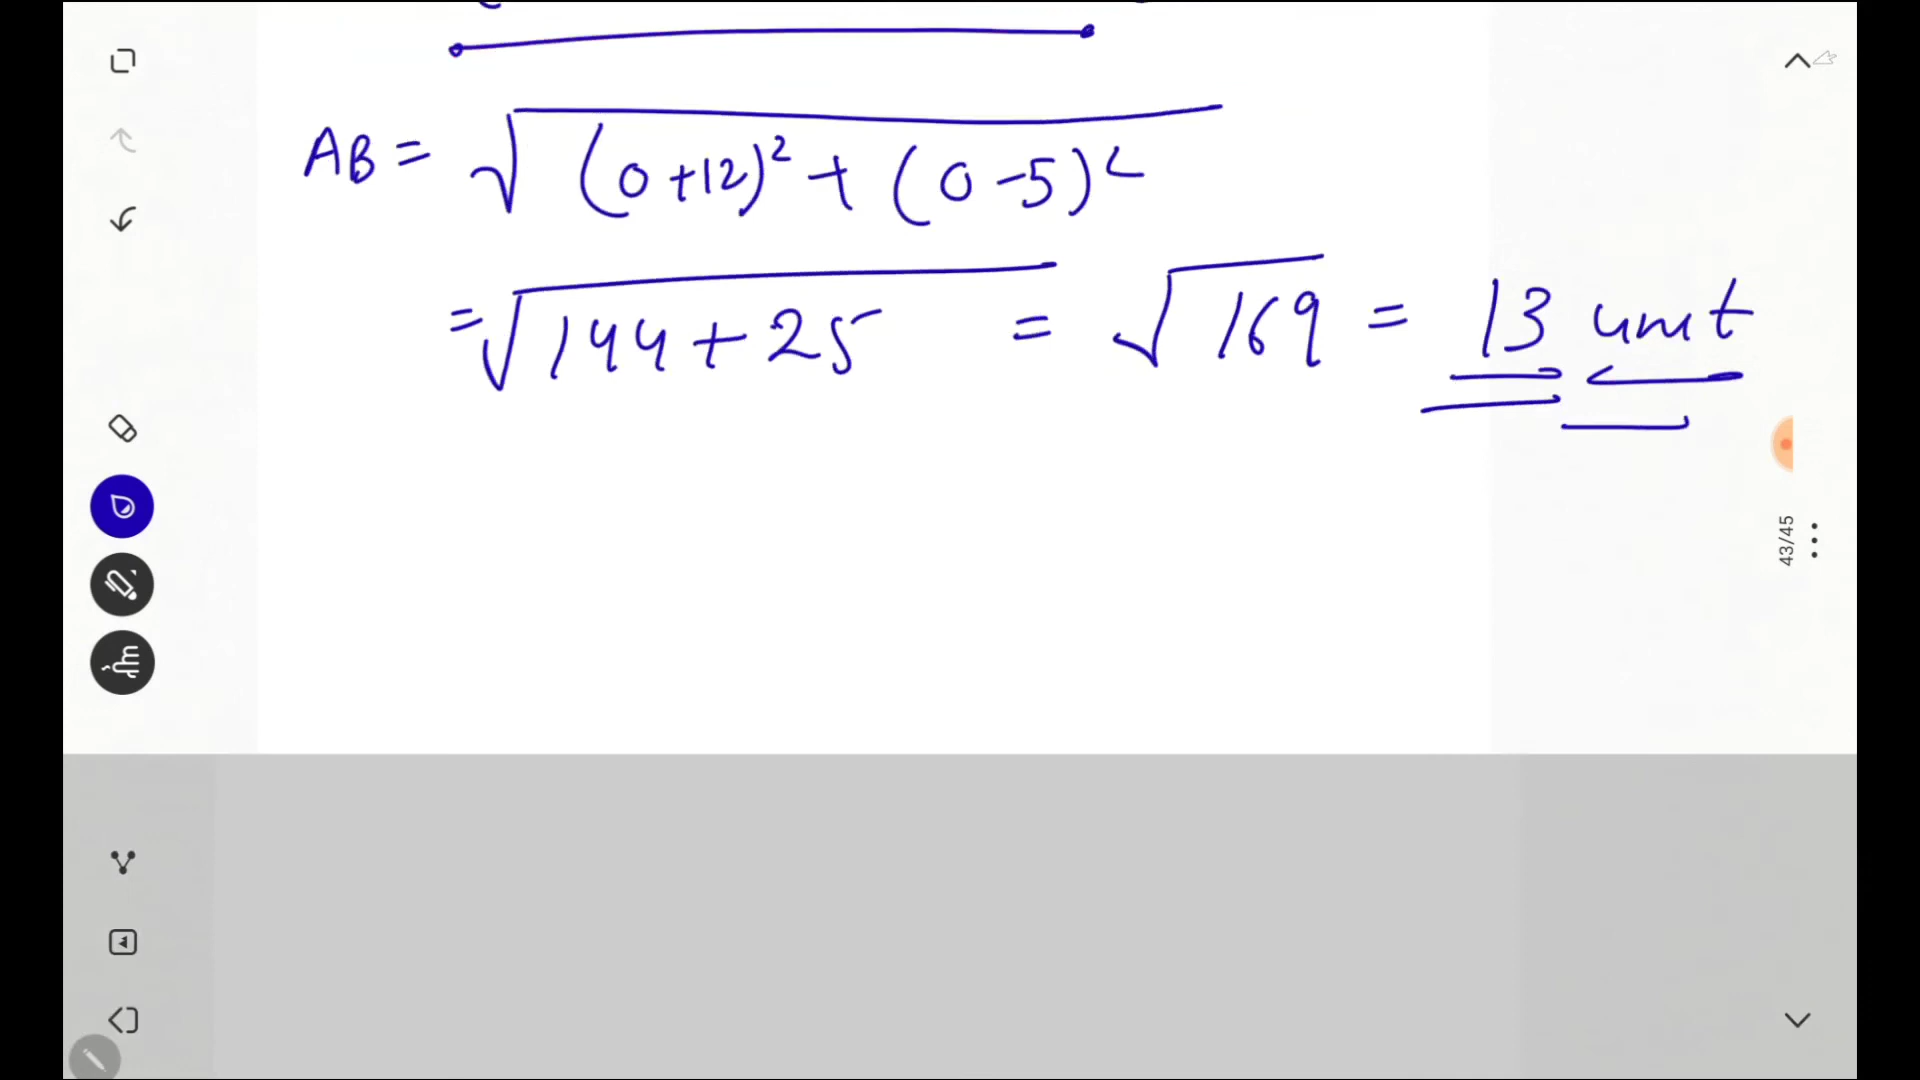 AB = √(0+12)² + (0-5)²
= √144+25 = √169 = 13 unit
43/45